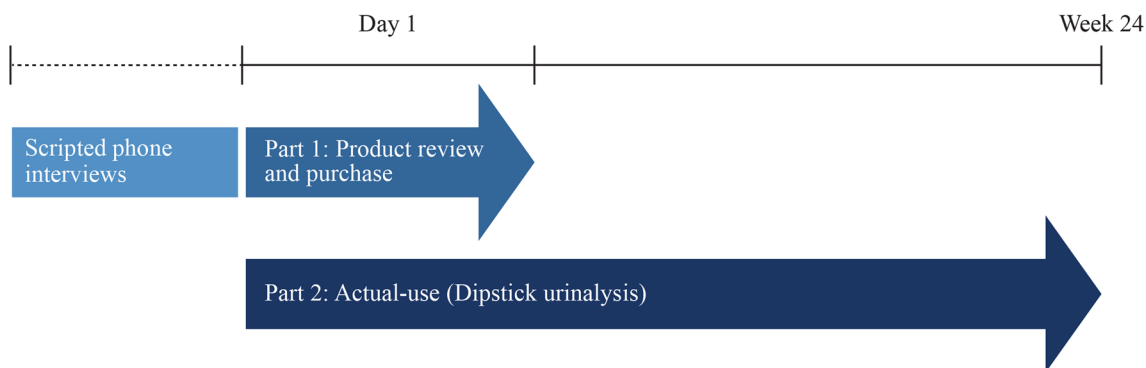 Day 1
Week 24
Scripted phone
interviews
Part 1: Product review
and purchase
Part 2: Actual-use (Dipstick urinalysis)